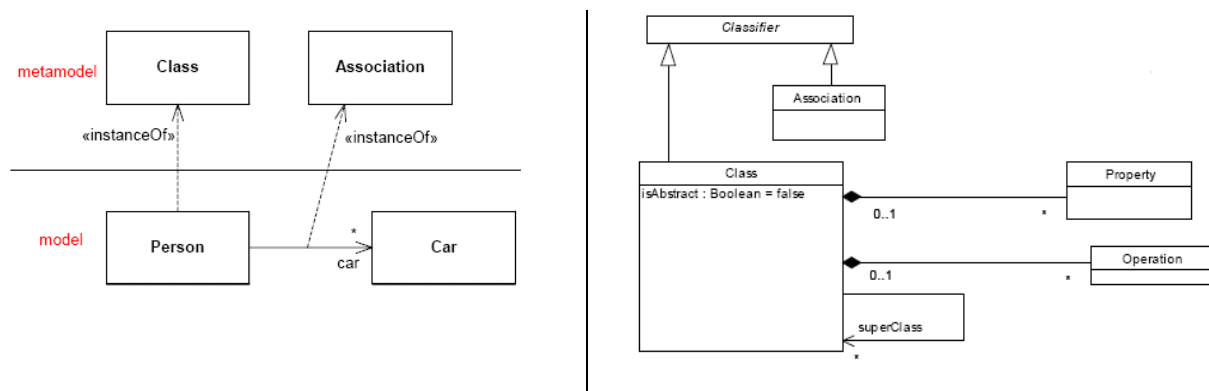 metamodel
Class
Association
«instanceOf»
«instanceOf»
model
Person
*
car
Car
Classifier
Association
Class
isAbstract : Boolean = false
Property
0..1
*
Operation
0..1
*
superClass
*